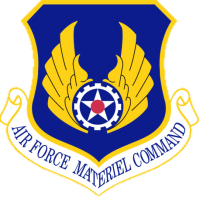 AIR FORCE MATERIEL COMMAND